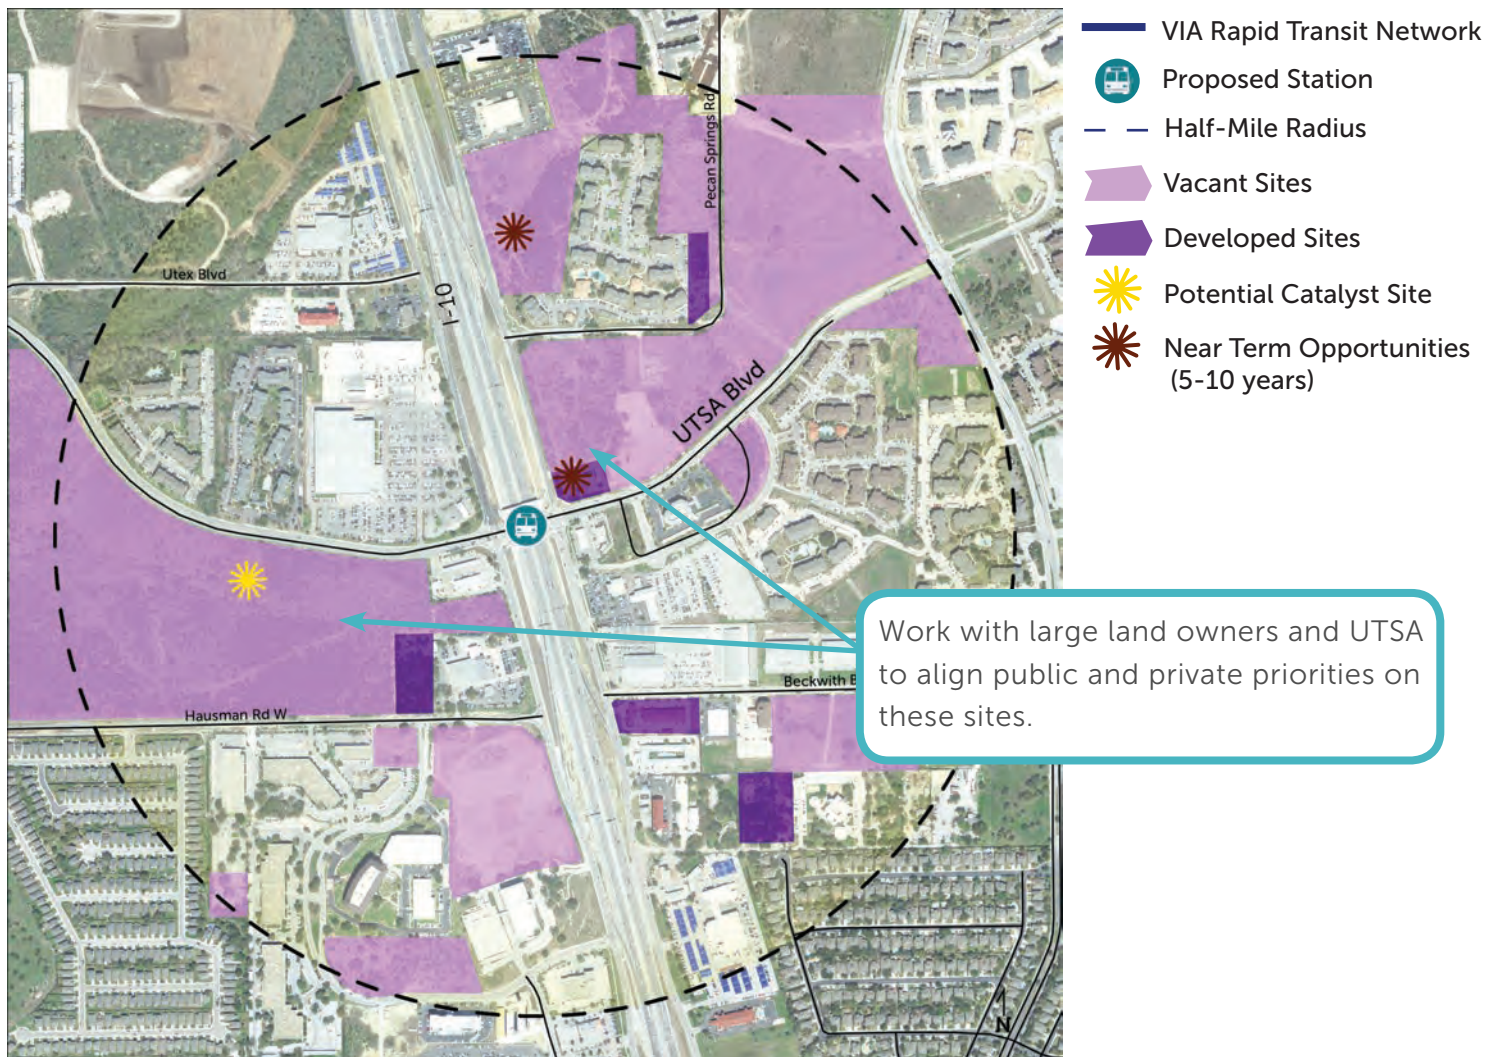 VIA Rapid Transit Network
Proposed Station
Half-Mile Radius
Vacant Sites
Developed Sites
Potential Catalyst Site
Near Term Opportunities
(5-10 years)
Pecan Springs Rd
Utex Blvd
I-10
UTSA Blvd
Work with large land owners and UTSA
to align public and private priorities on
these sites.
Beckwith B
Hausman Rd W
N